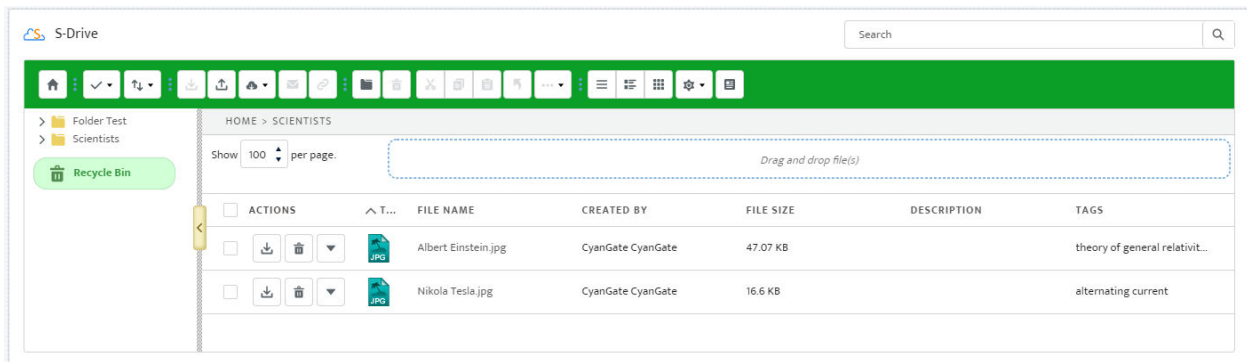 S-Drive
Search
Folder Test
Scientists
Recycle Bin
HOME > SCIENTISTS
Show 100 per page.
Drag and drop file(s)
ACTIONS T... FILE NAME CREATED BY FILE SIZE DESCRIPTION TAGS
JPG Albert Einstein.jpg CyanGate CyanGate 47.07 KB theory of general relativit...
JPG Nikola Tesla.jpg CyanGate CyanGate 16.6 KB alternating current